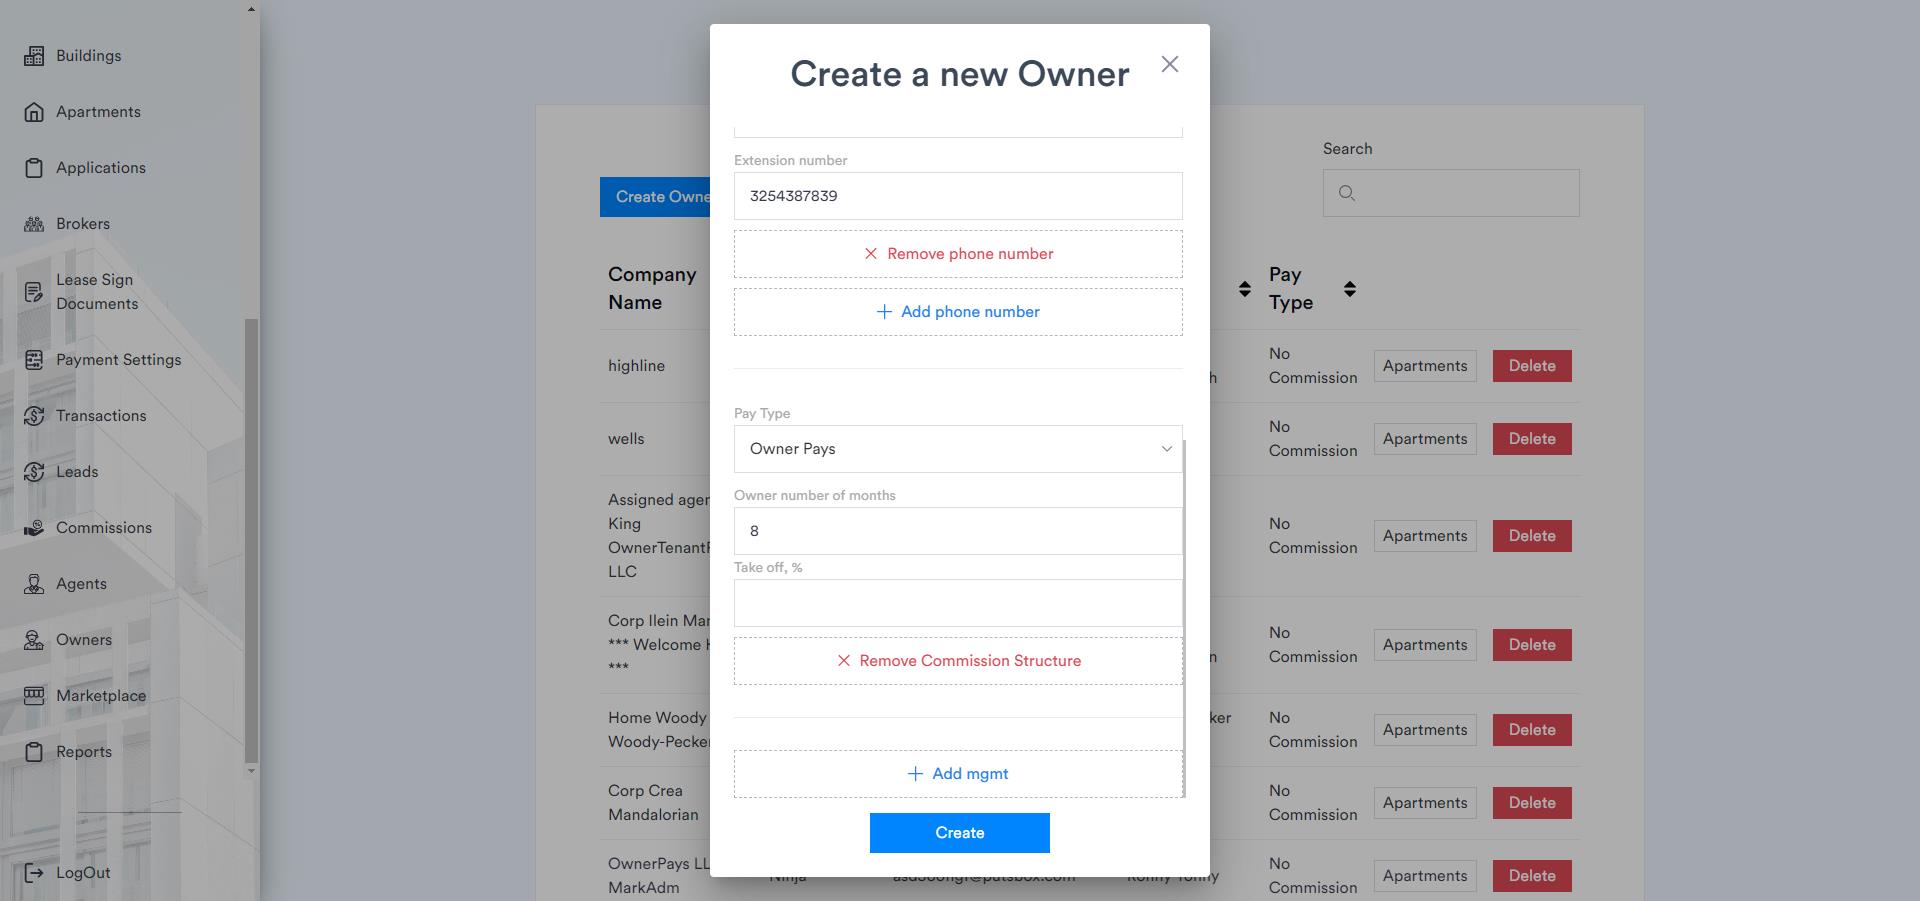 Buildings
Apartments
Applications
Brokers
Lease Sign
Documents
Payment Settings
Transactions
Leads
Commissions
Agents
Owners
Marketplace
Reports
LogOut
Create a new Owner
Extension number
3254387839
Remove phone number
Add phone number
Pay Type
Owner Pays
Owner number of months
8
Take off, %
Remove Commission Structure
Add mgmt
Create
Search
Create Owne
Company
Name
Pay
Type
highline
h
No
Commission
Apartments
Delete
wells
No
Commission
Apartments
Delete
Assigned ager
King
OwnerTenantF
LLC
No
Commission
Apartments
Delete
Corp Ilein Mar
*** Welcome H
***
n
No
Commission
Apartments
Delete
Home Woody
Woody-Pecke
ker
No
Commission
Apartments
Delete
Corp Crea
Mandalorian
No
Commission
Apartments
Delete
OwnerPays LL
MarkAdm
Ninja
No
Commission
Apartments
Delete